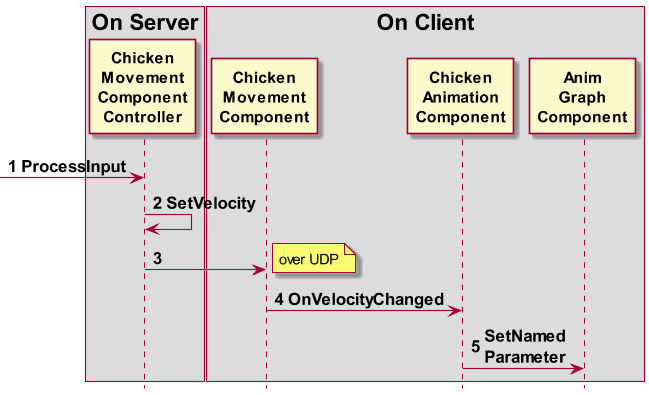 On Server
On Client
Chicken
Movement
Component
Controller
Chicken
Movement
Component
Chicken
Animation
Component
Anim
Graph
Component
1 ProcessInput
2 SetVelocity
3
over UDP
4 OnVelocityChanged
5 SetNamed
Parameter